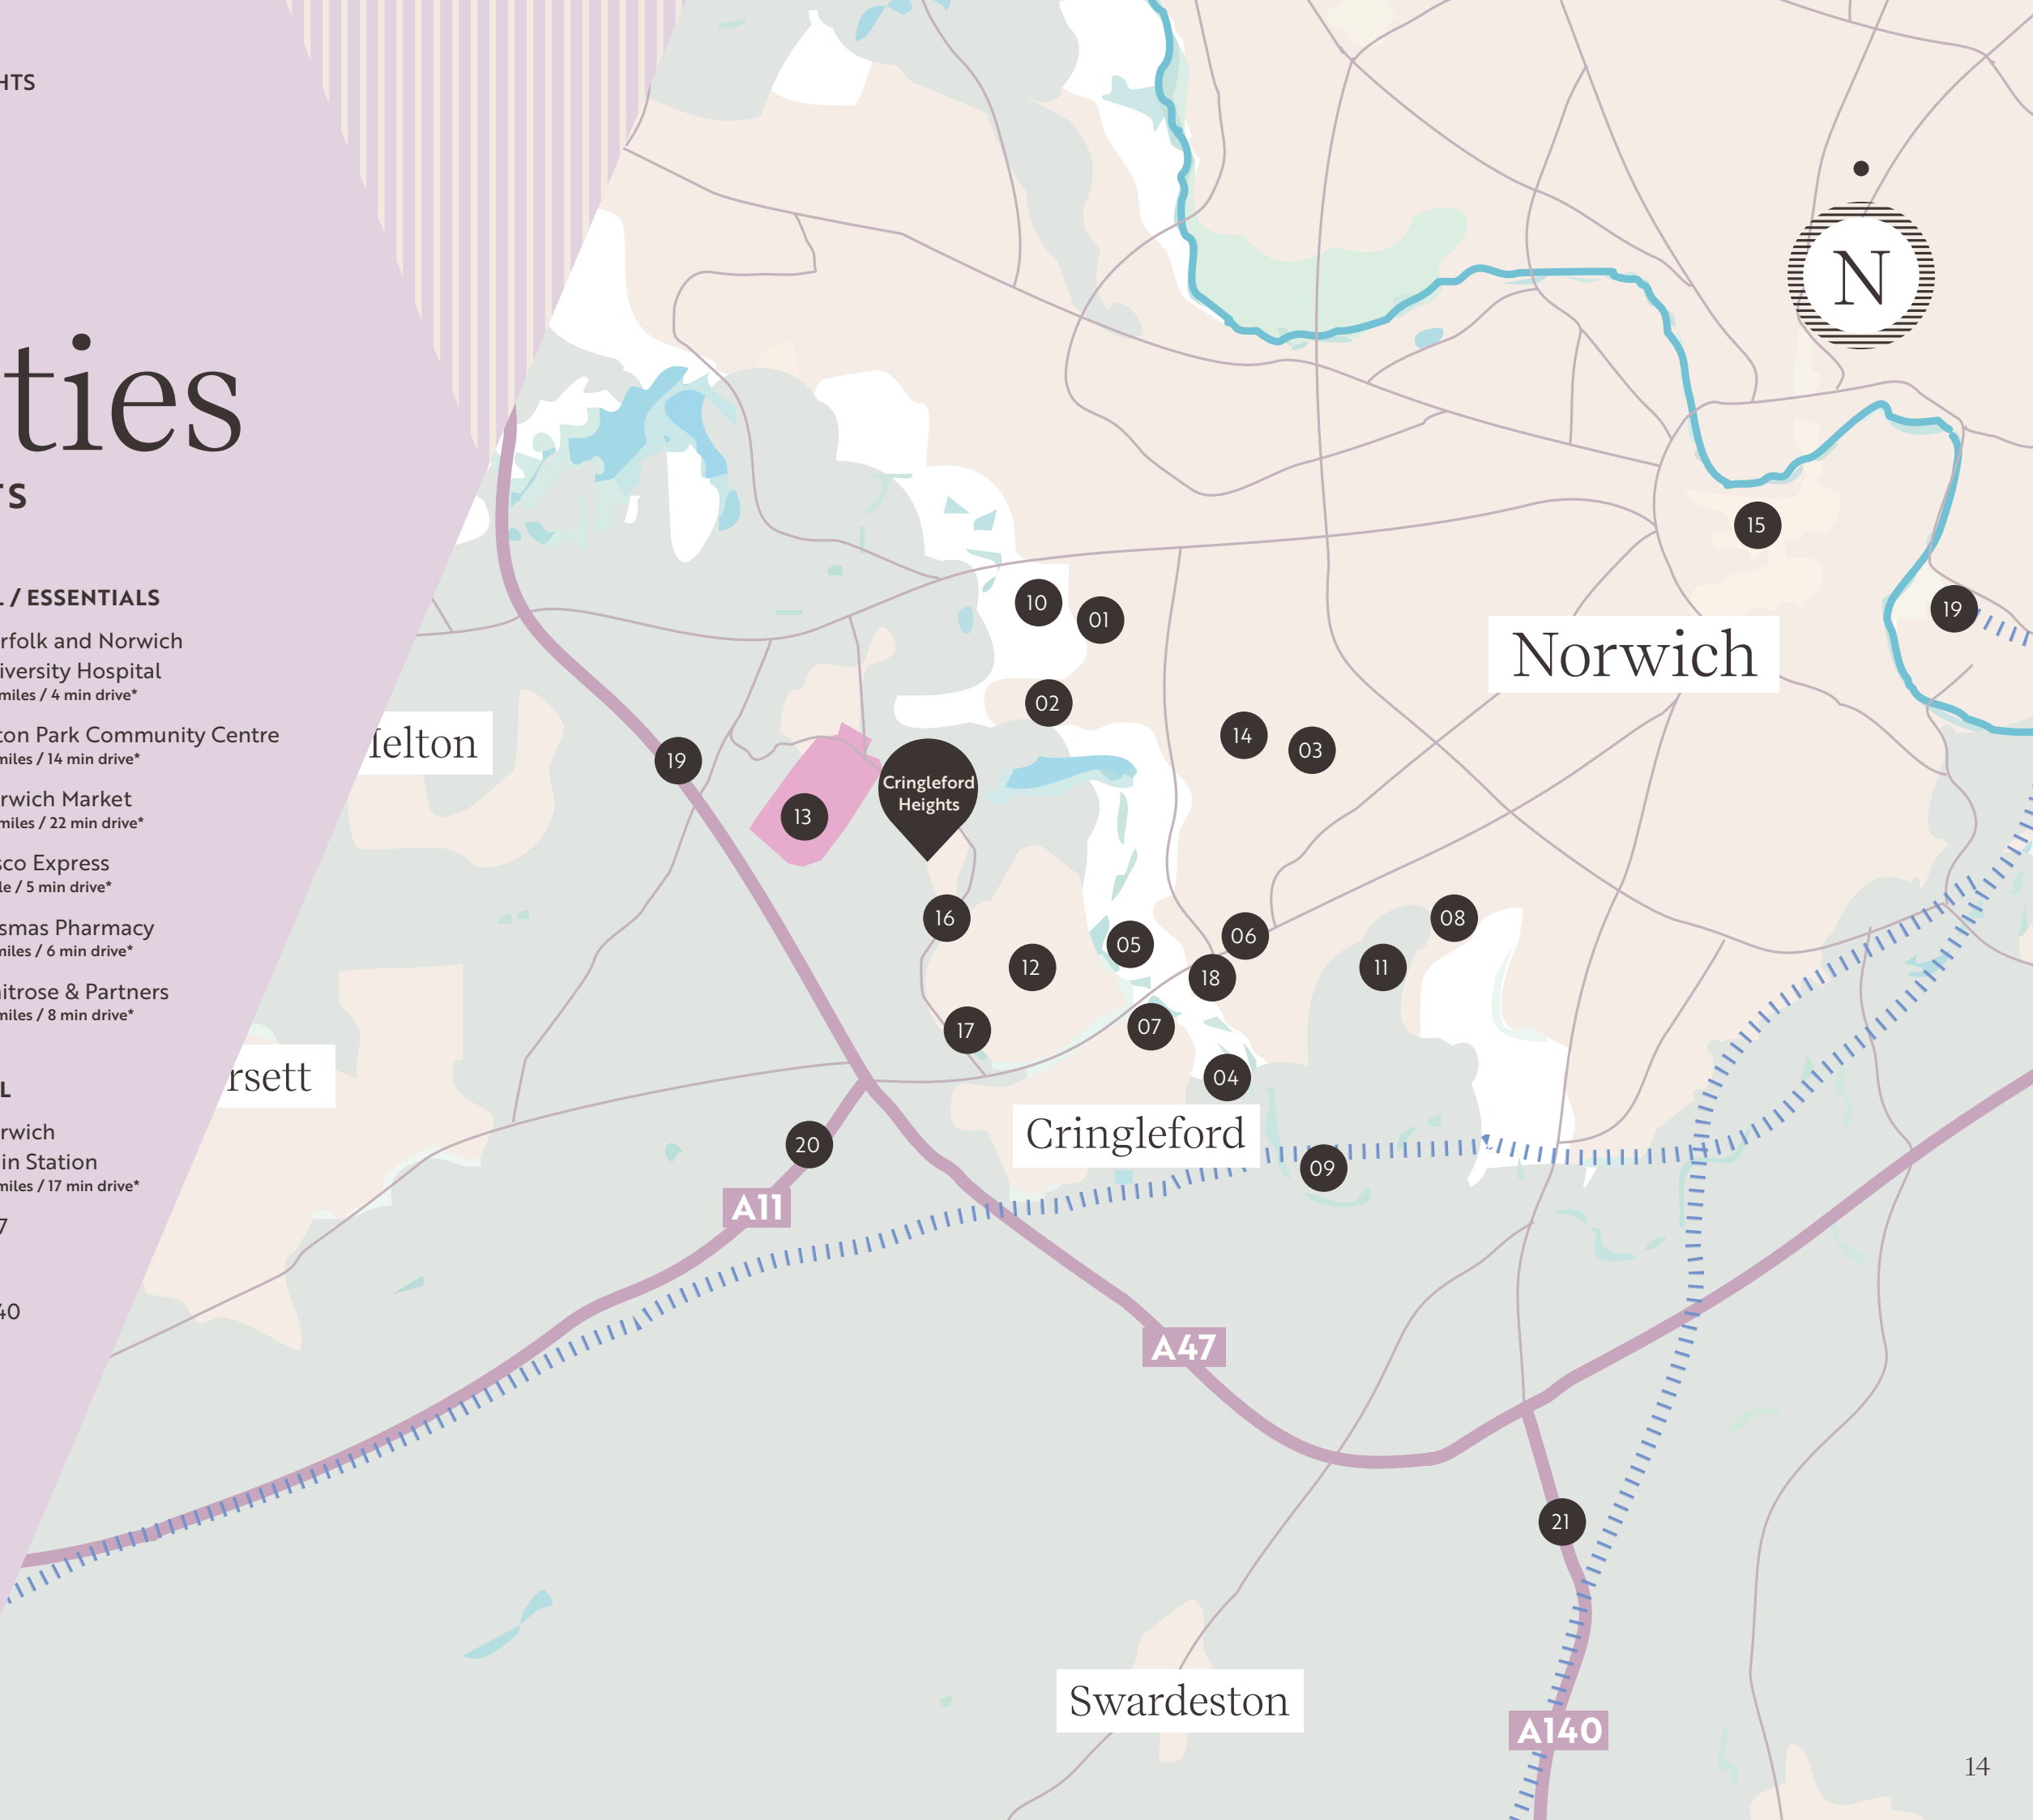 HTS
ties
TS
L / ESSENTIALS
rfolk and Norwich
iversity Hospital
miles / 4 min drive*
ton Park Community Centre
miles / 14 min drive*
rwich Market
miles / 22 min drive*
sco Express
le / 5 min drive*
smas Pharmacy
miles / 6 min drive*
itrose & Partners
miles / 8 min drive*
L
rwich
in Station
miles / 17 min drive*
7
40
N
15
19
10
01
Norwich
02
14
03
elton
19
Cringleford
Heights
13
16
08
06
05
12
11
18
07
17
rsett
04
Cringleford
20
09
A11
A47
21
Swardeston
A140
14